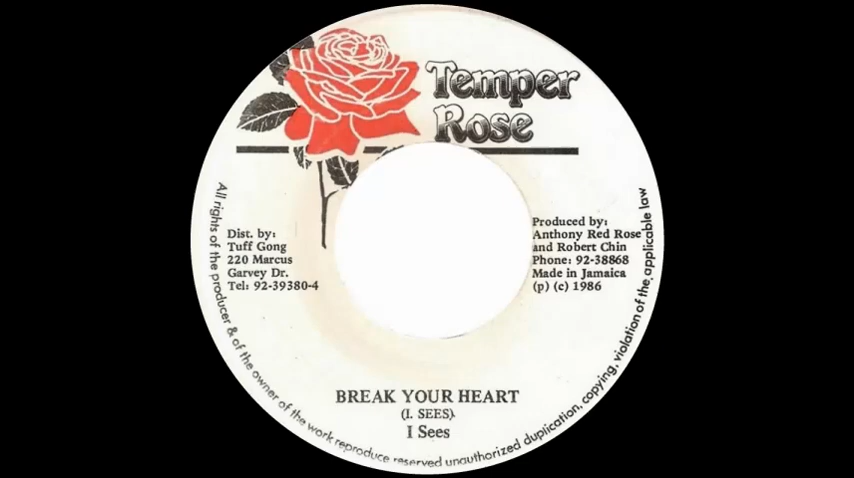 Temper
Rose
Dist. by:
Tuff Gong
220 Marcus
Garvey Dr.
Tel: 92-39380-4
Produced by:
Anthony Red Rose
and Robert Chin
Phone: 92-38868
Made in Jamaica
(p) (c) 1986
BREAK YOUR HEART
(I. SEES)
I Sees
All rights of the producer & of the owner of the work reproduce reserved unauthorized duplication, copying, violation of the applicable law